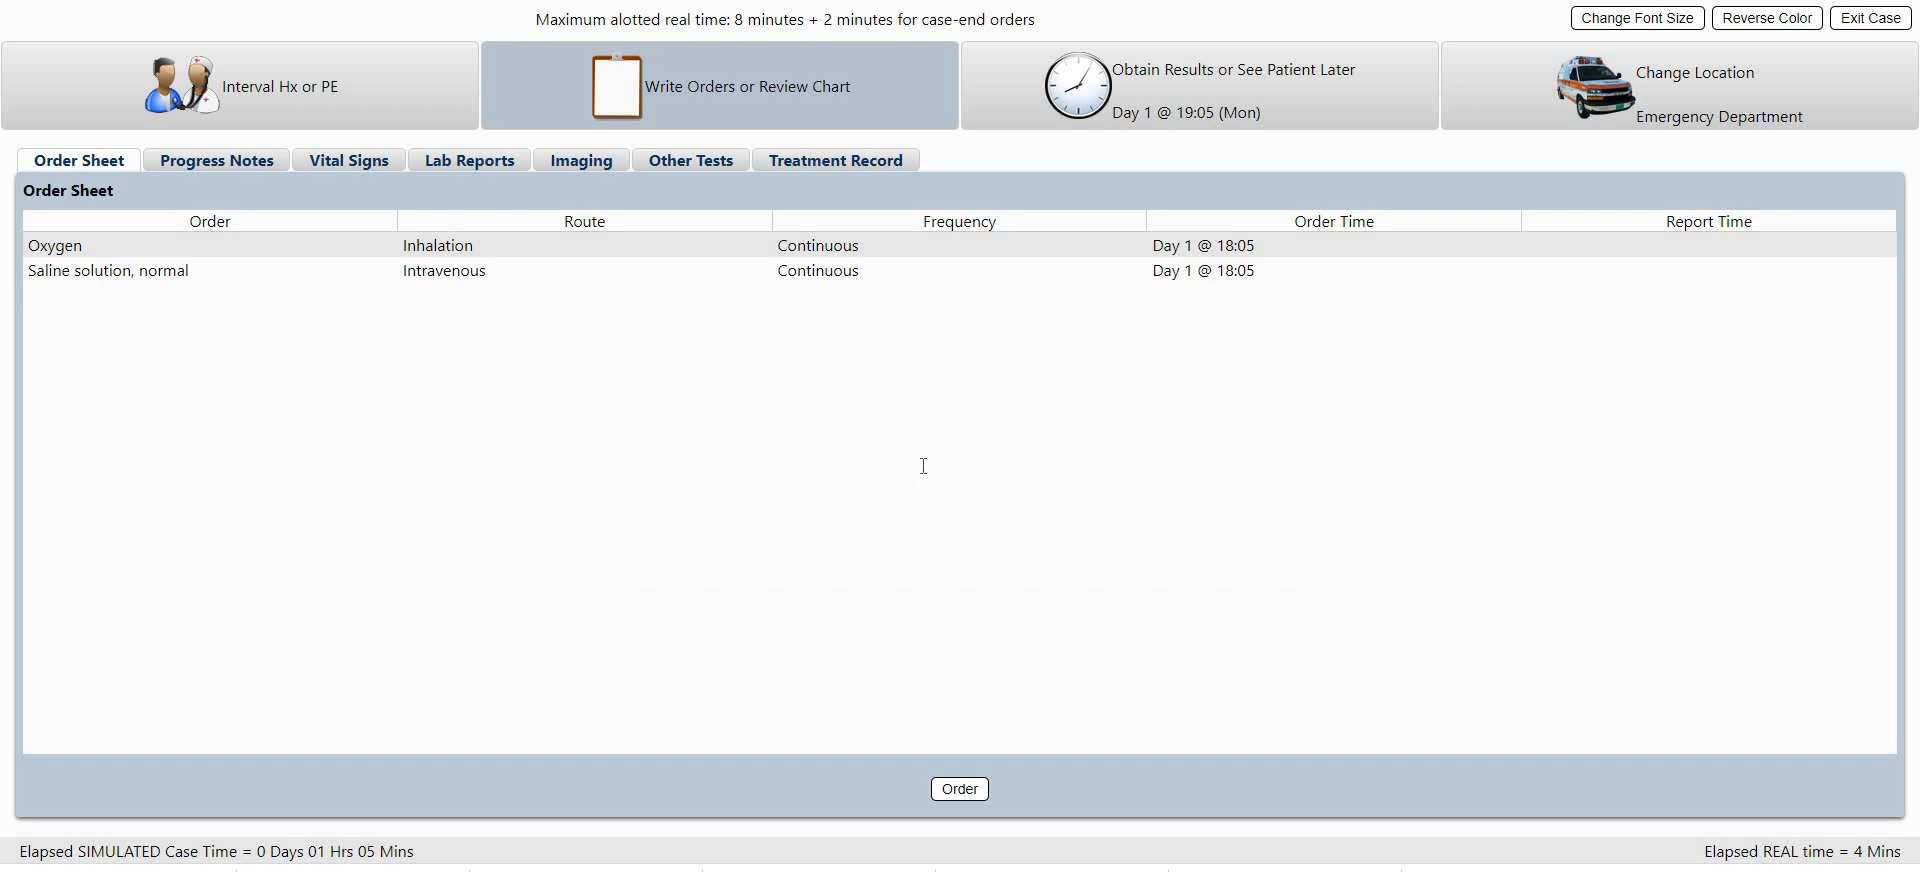 Maximum alotted real time: 8 minutes + 2 minutes for case-end orders
Change Font Size
Reverse Color
Exit Case
Interval Hx or PE
Write Orders or Review Chart
Obtain Results or See Patient Later
Day 1 @ 19:05 (Mon)
Change Location
Emergency Department
Order Sheet
Progress Notes
Vital Signs
Lab Reports
Imaging
Other Tests
Treatment Record
Order Sheet
Order Route Frequency Order Time Report Time
Oxygen Inhalation Continuous Day 1 @ 18:05
Saline solution, normal Intravenous Continuous Day 1 @ 18:05
Order
Elapsed SIMULATED Case Time = 0 Days 01 Hrs 05 Mins
Elapsed REAL time = 4 Mins